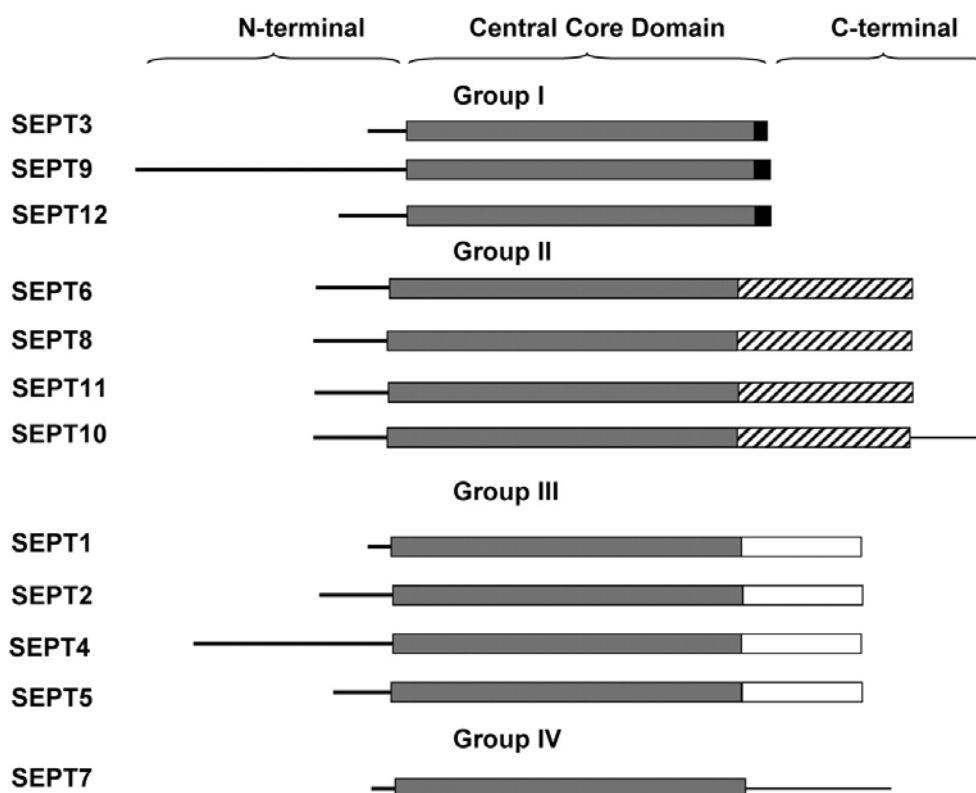 N-terminal Central Core Domain C-terminal
Group I
SEPT3
SEPT9
SEPT12
Group II
SEPT6
SEPT8
SEPT11
SEPT10
Group III
SEPT1
SEPT2
SEPT4
SEPT5
Group IV
SEPT7